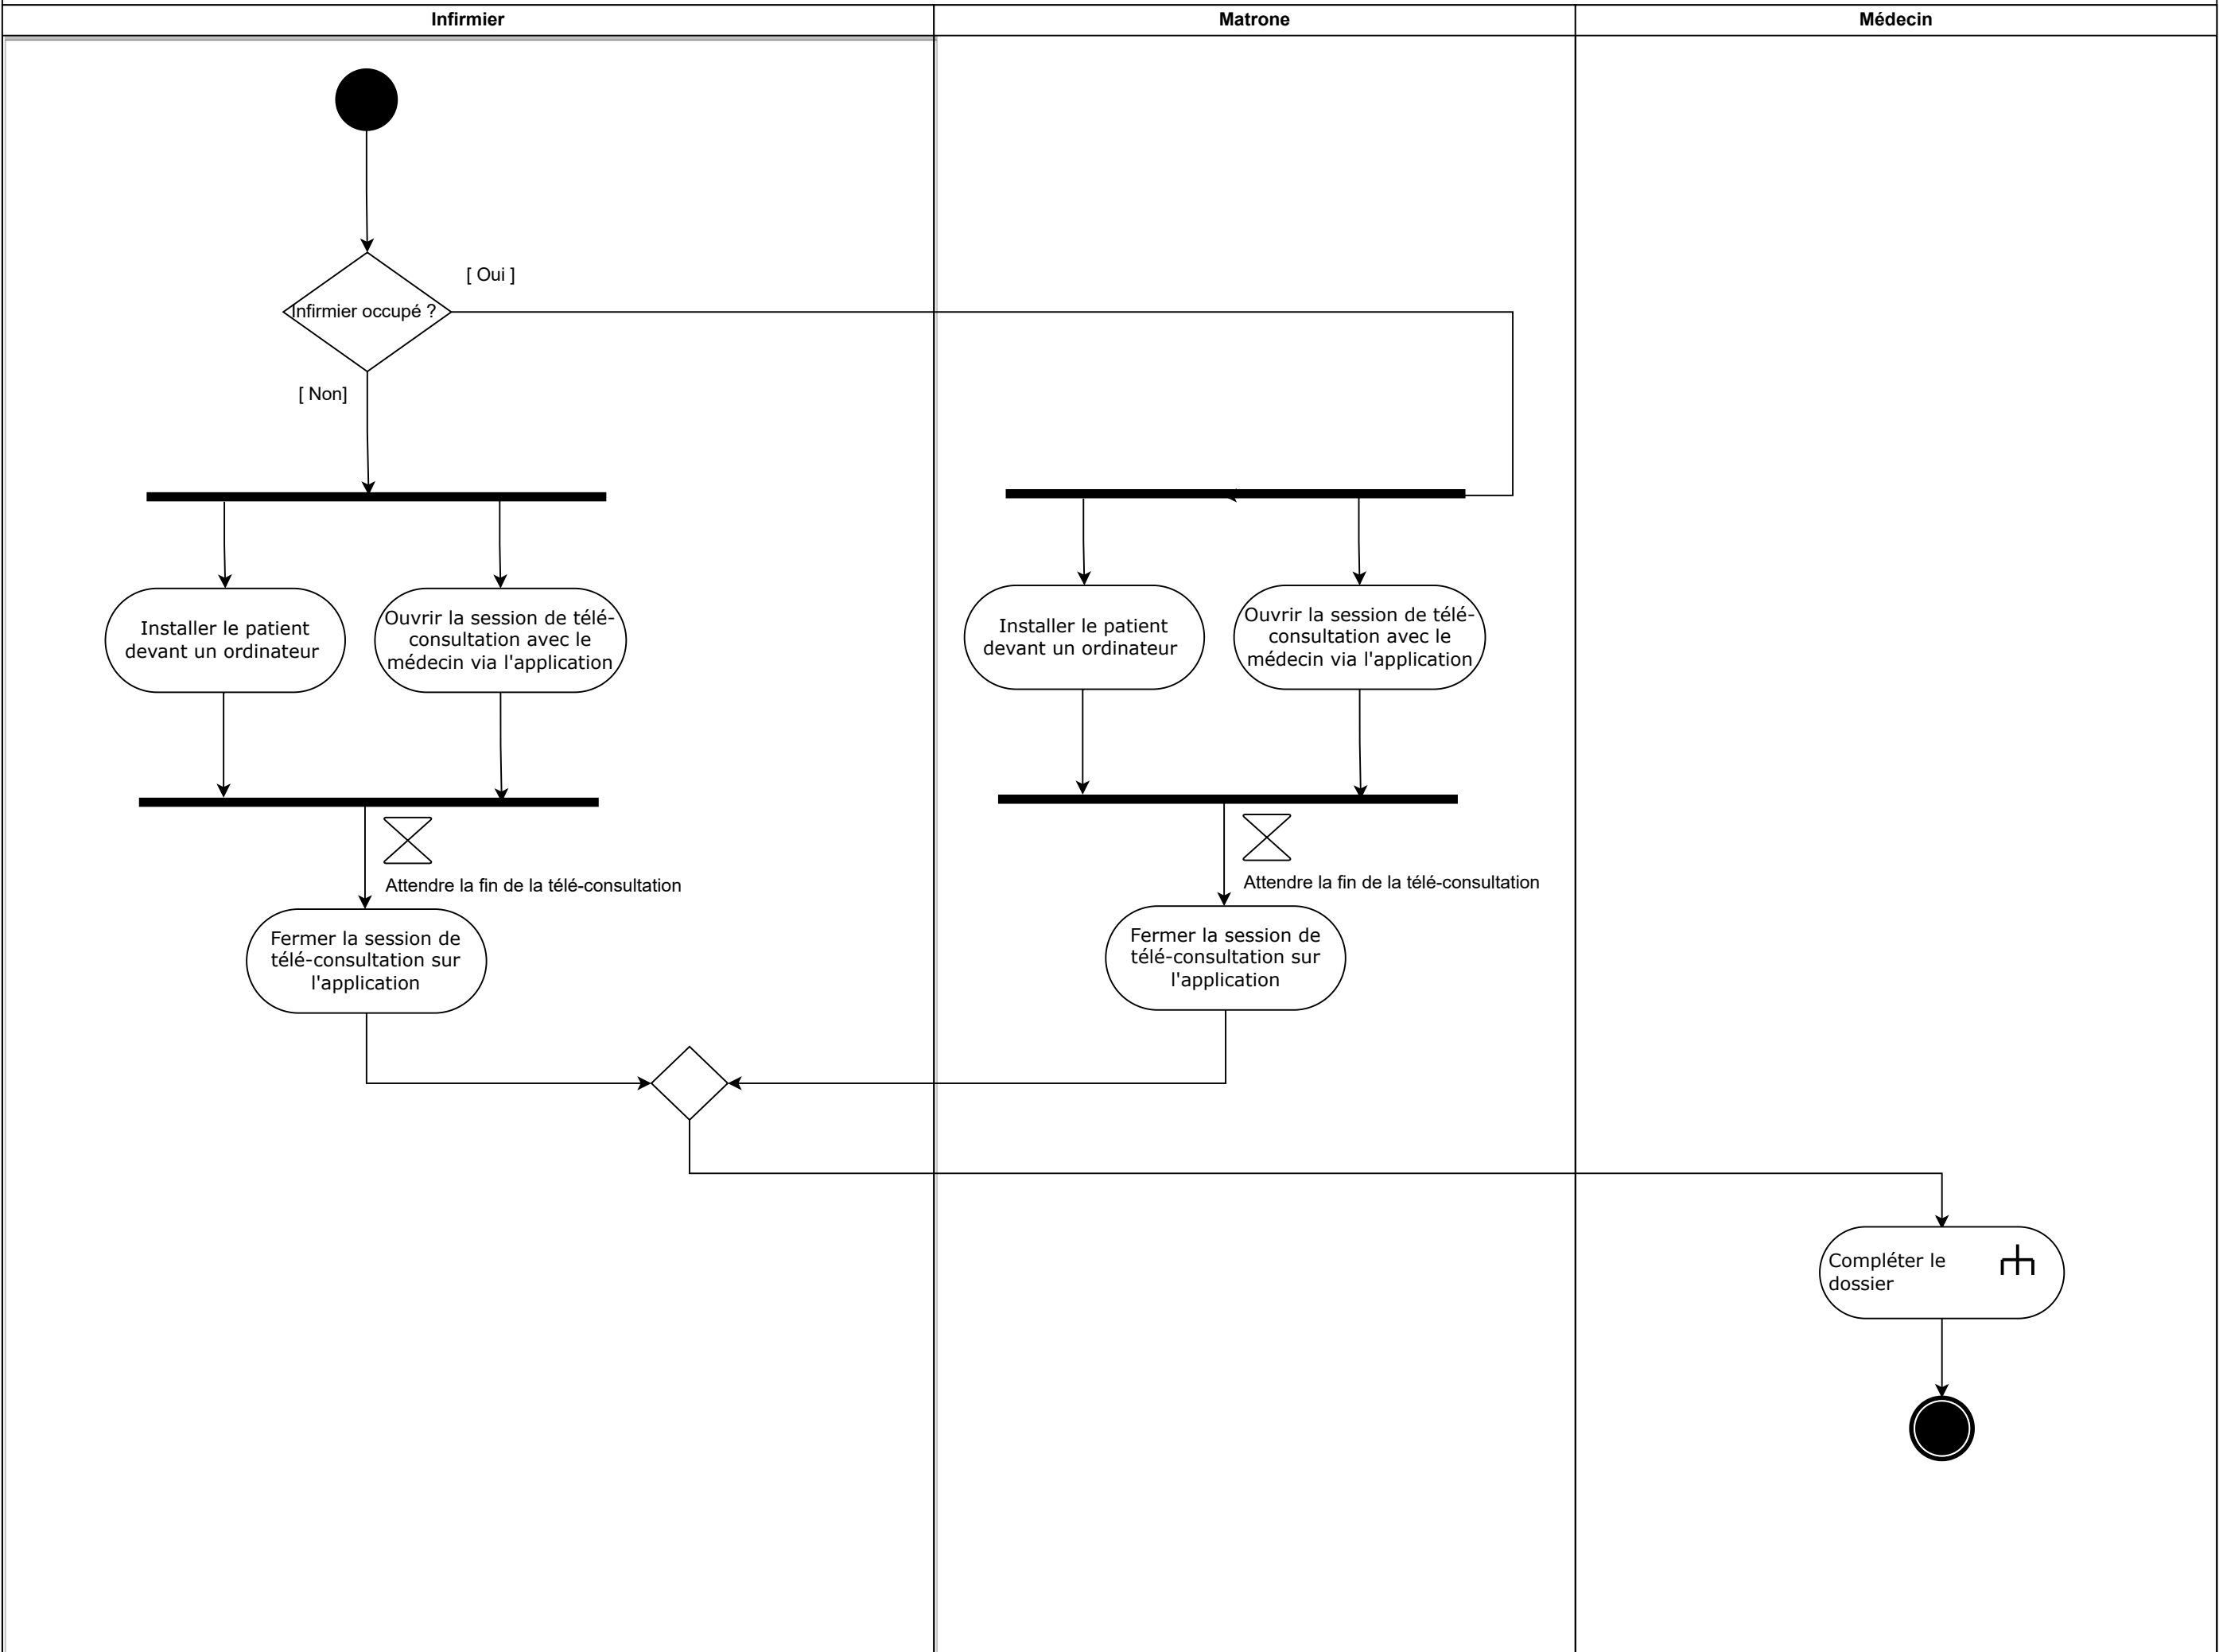 Infirmier
Matrone
Médecin
[ Oui ]
Infirmier occupé ?
[ Non]
Installer le patient
devant un ordinateur
Ouvrir la session de télé-
consultation avec le
médecin via l'application
Installer le patient
devant un ordinateur
Ouvrir la session de télé-
consultation avec le
médecin via l'application
Attendre la fin de la télé-consultation
Attendre la fin de la télé-consultation
Fermer la session de
télé-consultation sur
l'application
Fermer la session de
télé-consultation sur
l'application
Compléter le
dossier